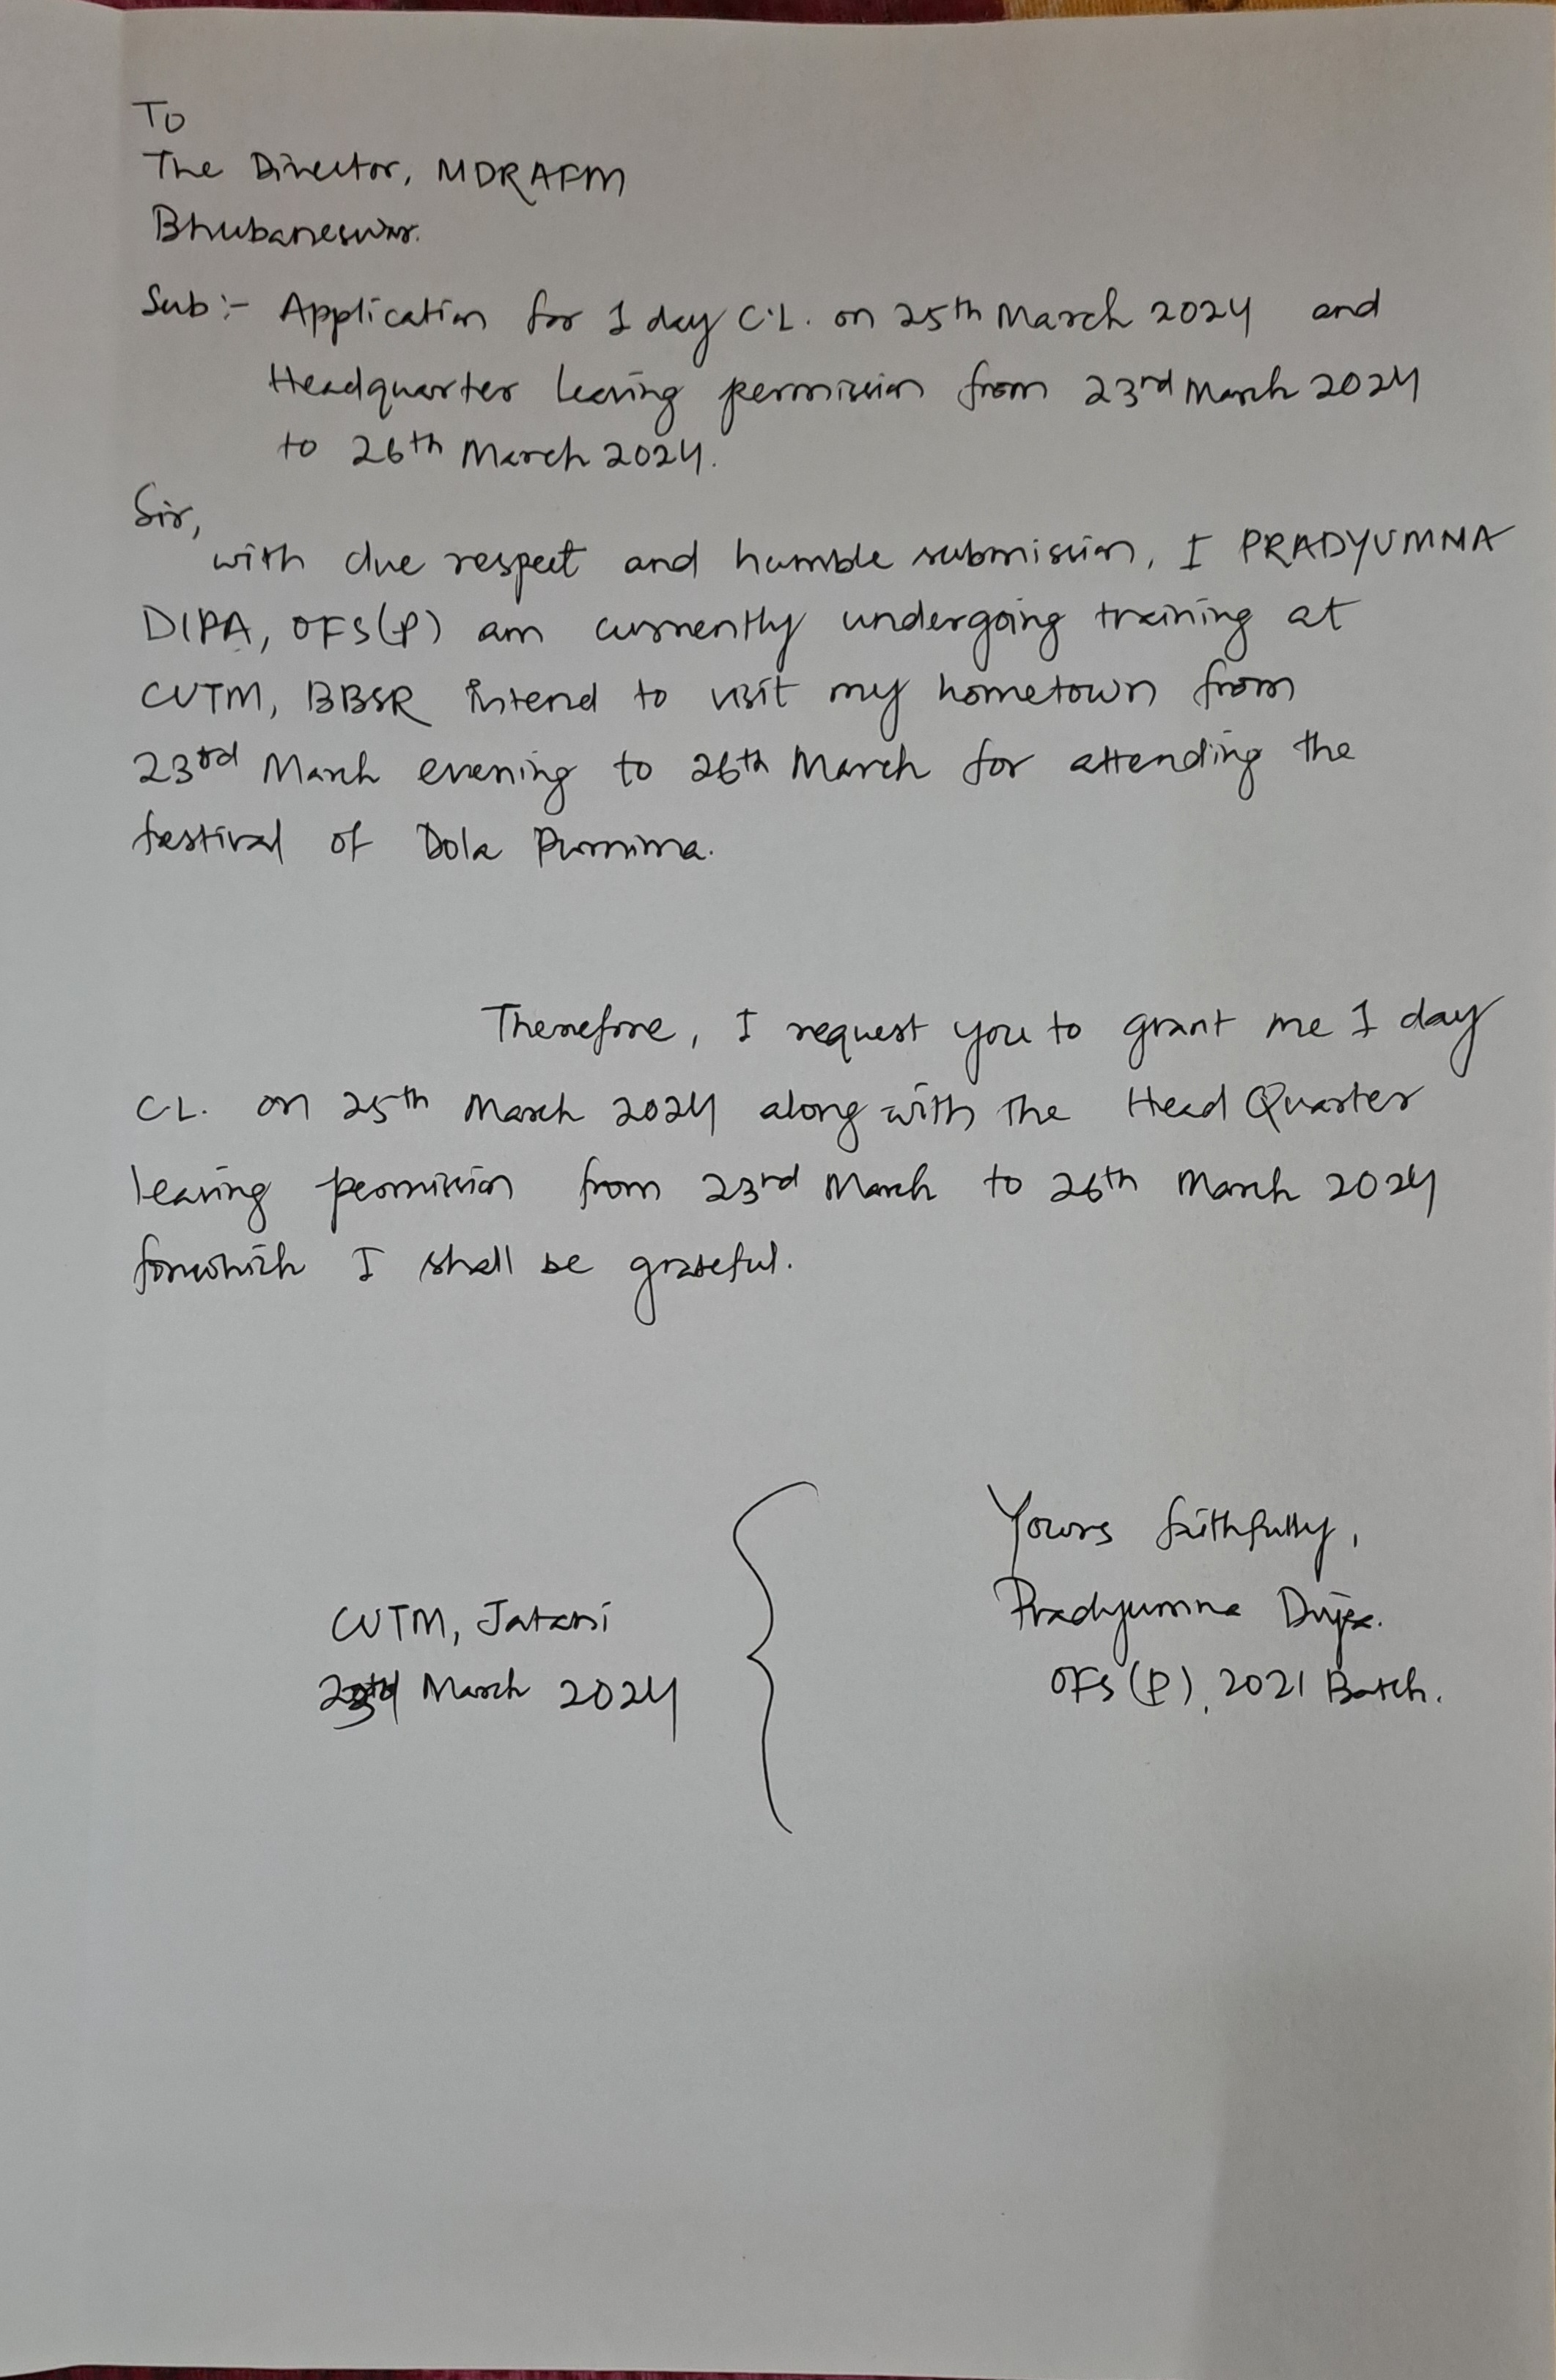 To
The Director, MDRAFM
Bhubaneswar.
Sub:- Application for 1 day C.L. on 25th March 2024 and
Headquarter leaving permission from 23rd March 2024
to 26th March 2024.
Sir,
with due respect and humble submission, I PRADYUMNA
DIPA, OFS(P) am currently undergoing training at
CUTM, BBSR intend to visit my hometown from
23rd March evening to 26th March for attending the
festival of Dola Purnima.
Therefore, I request you to grant me 1 day
C.L. on 25th March 2024 along with the Head Quarter
leaving permission from 23rd March to 26th March 2024
forwhich I shall be grateful.
Yours faithfully,
Pradyumna
OFS (P), 2021 Batch.
CUTM, Jatani
March 2024